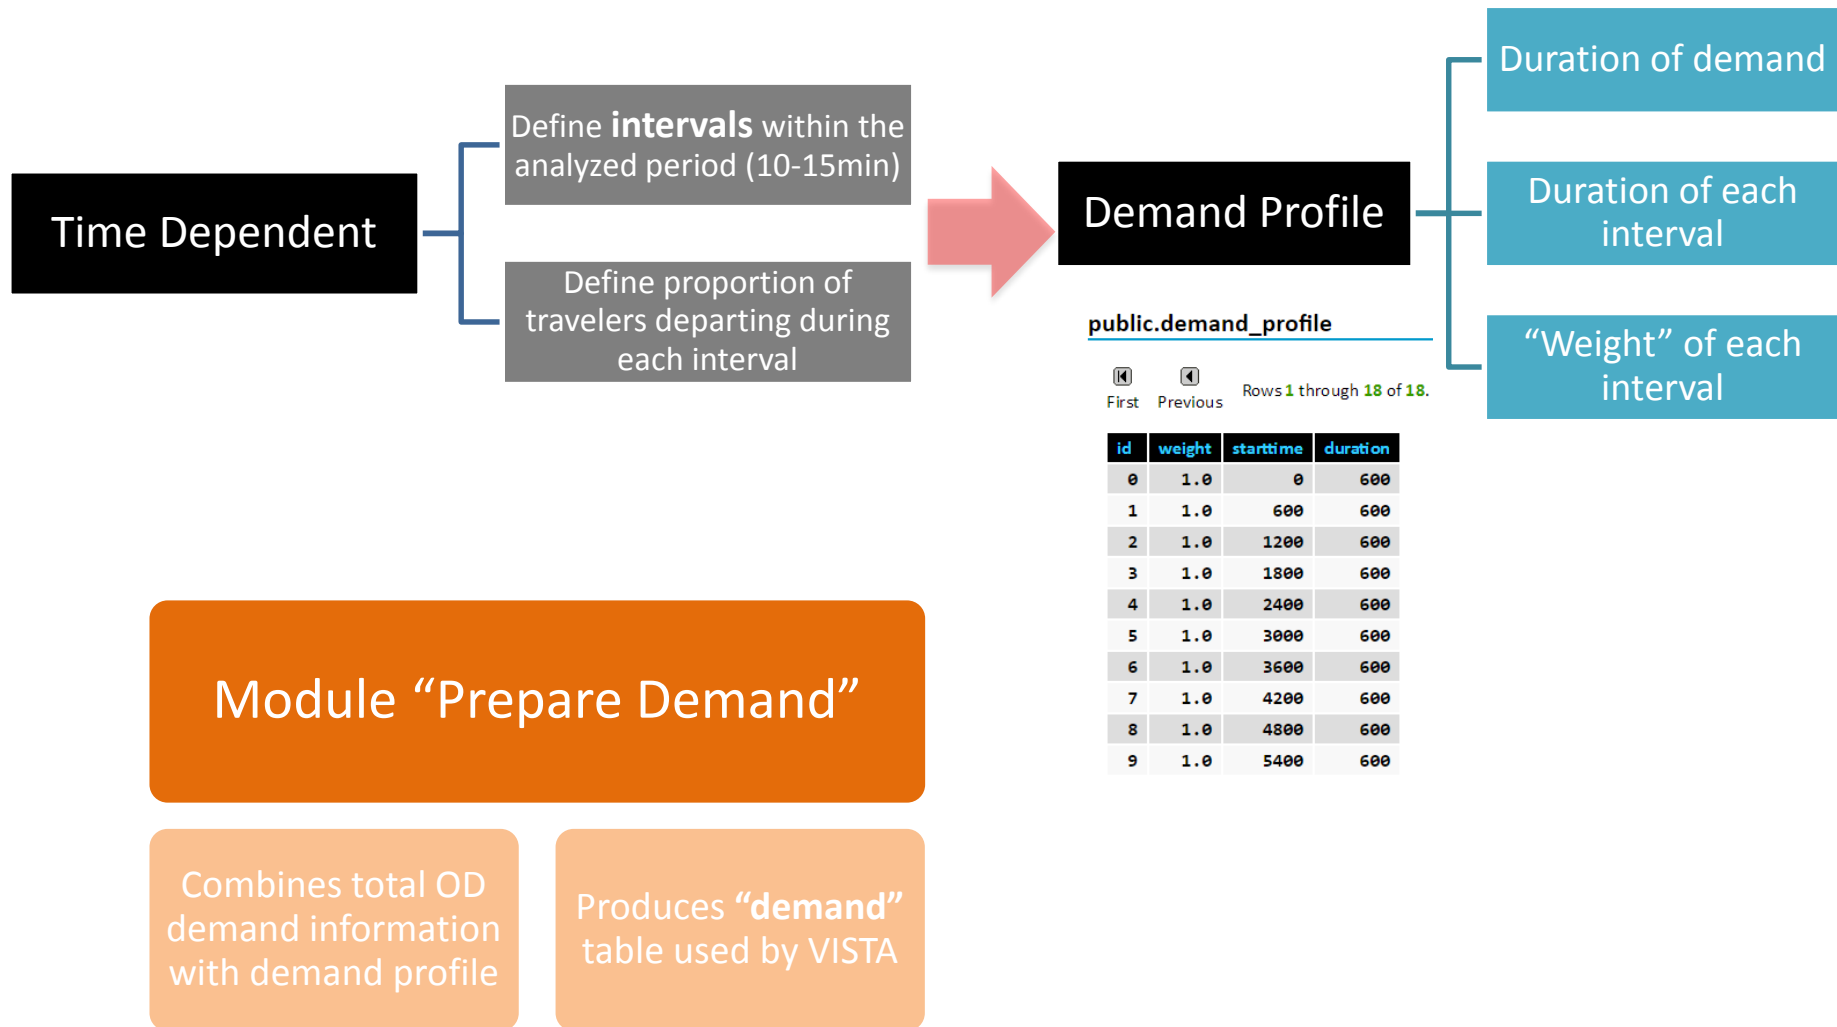 Time Dependent
Define intervals within the
analyzed period (10-15min)
Define proportion of
travelers departing during
each interval
Demand Profile
Duration of demand
Duration of each
interval
“Weight” of each
interval
public.demand_profile
First Previous Rows 1 through 18 of 18.
id weight starttime duration
0 1.0 0 600
1 1.0 600 600
2 1.0 1200 600
3 1.0 1800 600
4 1.0 2400 600
5 1.0 3000 600
6 1.0 3600 600
7 1.0 4200 600
8 1.0 4800 600
9 1.0 5400 600
Module “Prepare Demand”
Combines total OD
demand information
with demand profile
Produces “demand”
table used by VISTA